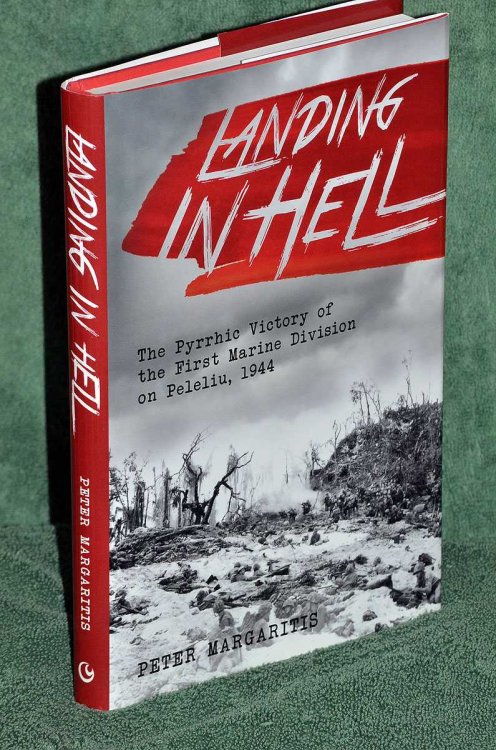 LANDING
IN HELL
The Pyrrhic Victory of
the First Marine Division
on Peleliu, 1944
PETER MARGARITIS
LANDING IN HELL
PETER MARGARITIS